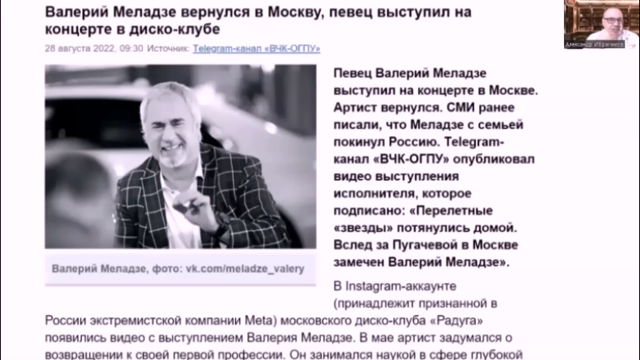 Валерий Меладзе вернулся в Москву, певец выступил на
концерте в диско-клубе
28 августа 2022, 09:30 Источник: Telegram-канал «ВЧК-ОГПУ»
Певец Валерий Меладзе
выступил на концерте в Москве.
Артист вернулся. СМИ ранее
писали, что Меладзе с семьей
покинул Россию. Telegram-
канал «ВЧК-ОГПУ» опубликовал
видео выступления
исполнителя, которое
подписано: «Перелетные
«звезды» потянулись домой.
Вслед за Пугачевой в Москве
замечен Валерий Меладзе».
Валерий Меладзе, фото: vk.com/meladze_valery
В Instagram-аккаунте
(принадлежит признанной в
России экстремистской компании Meta) московского диско-клуба «Радуга»
появились видео с выступлением Валерия Меладзе. В мае артист задумался о
возвращении к своей первой профессии. Он занимался наукой в сфере глубокой